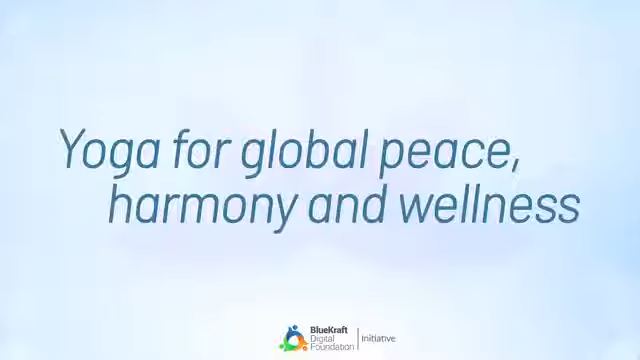 Yoga for global peace,
harmony and wellness
BlueKraft
Digital
Foundation
Initiative